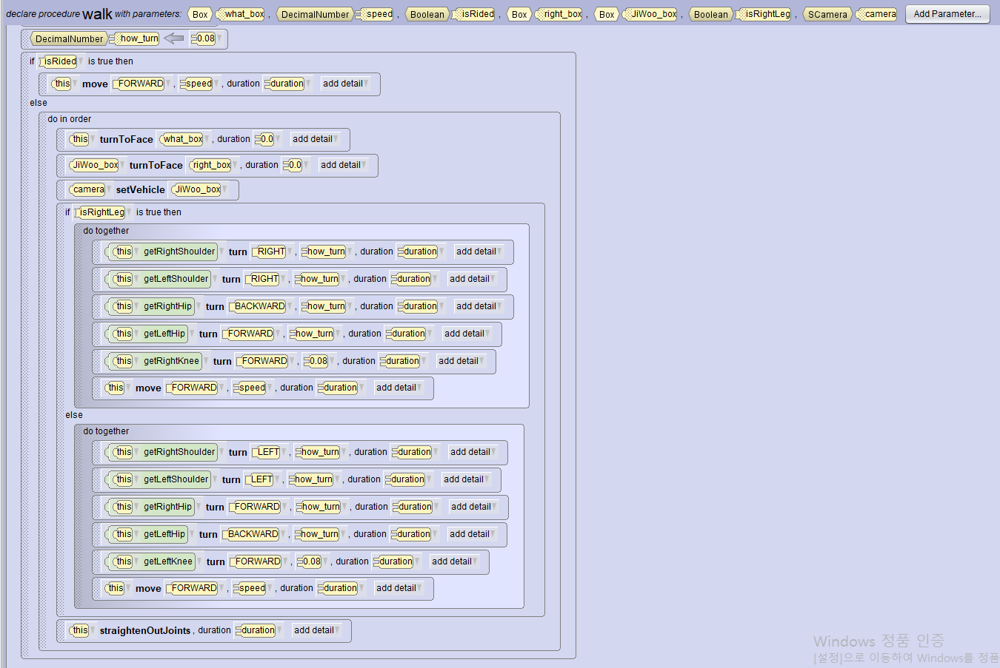 declare procedure walk with parameters: Box what_box , DecimalNumber speed , Boolean isRided , Box right_box , Box JiWoo_box , Boolean isRightLeg , SCamera camera Add Parameter...
DecimalNumber how_turn 0.08
if isRided is true then
this move FORWARD , speed , duration duration add detail
else
do in order
this turnToFace what_box , duration 0.0 add detail
JiWoo_box turnToFace right_box , duration 0.0 add detail
camera setVehicle JiWoo_box
if isRightLeg is true then
do together
this getRightShoulder turn RIGHT , how_turn , duration duration add detail
this getLeftShoulder turn RIGHT , how_turn , duration duration add detail
this getRightHip turn BACKWARD , how_turn , duration duration add detail
this getLeftHip turn FORWARD , how_turn , duration duration add detail
this getRightKnee turn FORWARD , 0.08 , duration duration add detail
this move FORWARD , speed , duration duration add detail
else
do together
this getRightShoulder turn LEFT , how_turn , duration duration add detail
this getLeftShoulder turn LEFT , how_turn , duration duration add detail
this getRightHip turn FORWARD , how_turn , duration duration add detail
this getLeftHip turn BACKWARD , how_turn , duration duration add detail
this getLeftKnee turn FORWARD , 0.08 , duration duration add detail
this move FORWARD , speed , duration duration add detail
this straightenOutJoints , duration duration add detail
Windows 정품 인증
[설정]으로 이동하여 Windows를 정품